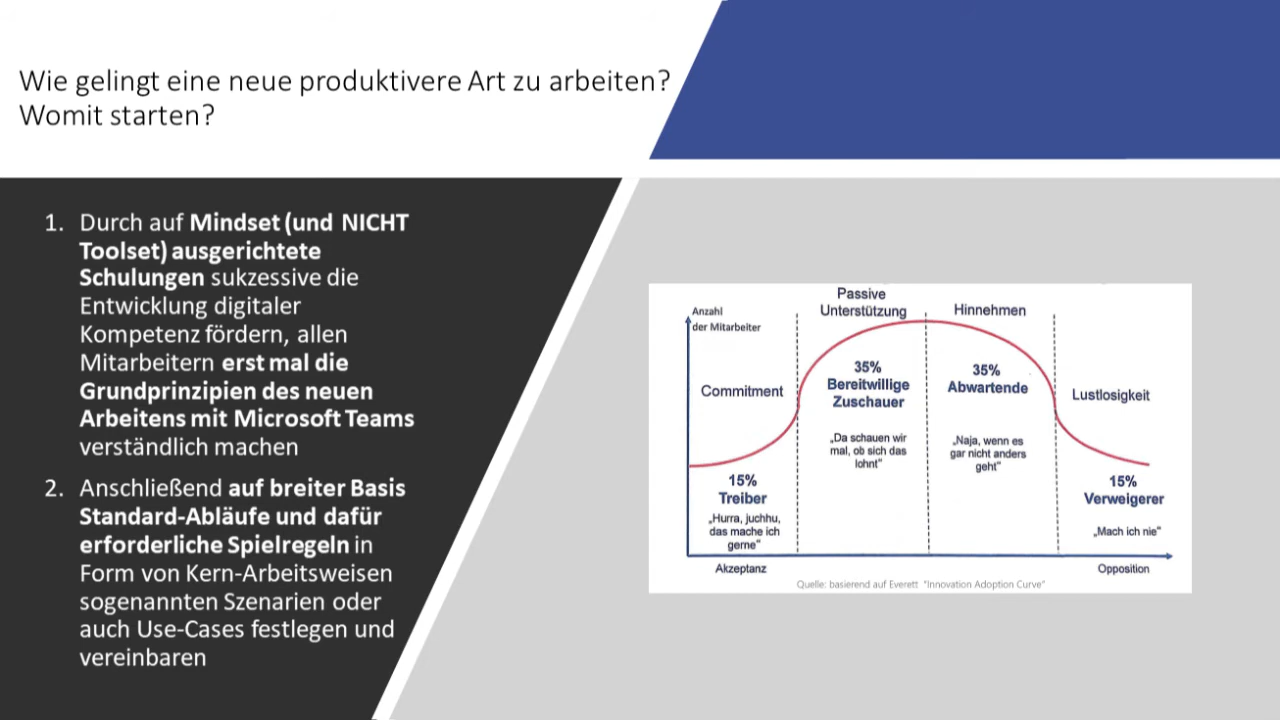 Wie gelingt eine neue produktivere Art zu arbeiten?
Womit starten?
1. Durch auf Mindset (und NICHT
Toolset) ausgerichtete
Schulungen sukzessive die
Entwicklung digitaler
Kompetenz fördern, allen
Mitarbeitern erst mal die
Grundprinzipien des neuen
Arbeitens mit Microsoft Teams
verständlich machen
2. Anschließend auf breiter Basis
Standard-Abläufe und dafür
erforderliche Spielregeln in
Form von Kern-Arbeitsweisen
sogenannten Szenarien oder
auch Use-Cases festlegen und
vereinbaren
Anzahl
der Mitarbeiter
Commitment
15%
Treiber
„Hurra, juchhu,
das mache ich
gerne“
Akzeptanz
Passive
Unterstützung
35%
Bereitwillige
Zuschauer
„Da schauen wir
mal, ob sich das
lohnt“
Hinnehmen
35%
Abwartende
„Naja, wenn es
gar nicht anders
geht“
Lustlosigkeit
15%
Verweigerer
„Mach ich nie“
Opposition
Quelle: basierend auf Everett "Innovation Adoption Curve"